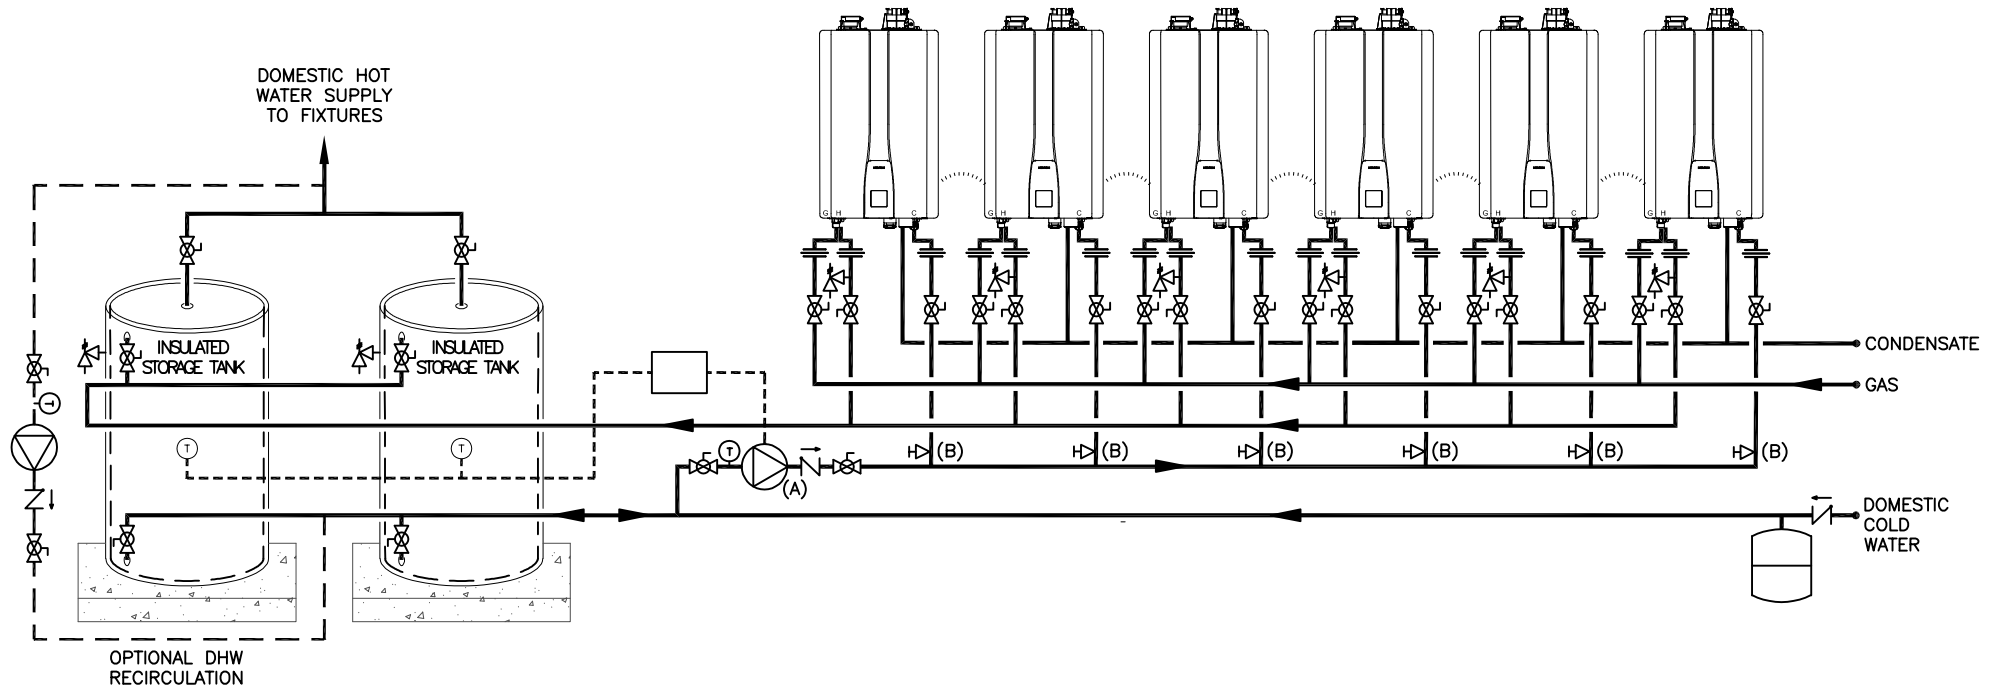 DOMESTIC HOT
WATER SUPPLY
TO FIXTURES
G H C
G H C
G H C
G H C
G H C
G H C
INSULATED
STORAGE TANK
INSULATED
STORAGE TANK
CONDENSATE
GAS
T
T
T
T
(A)
(B)
(B)
(B)
(B)
(B)
(B)
DOMESTIC
COLD
WATER
OPTIONAL DHW
RECIRCULATION